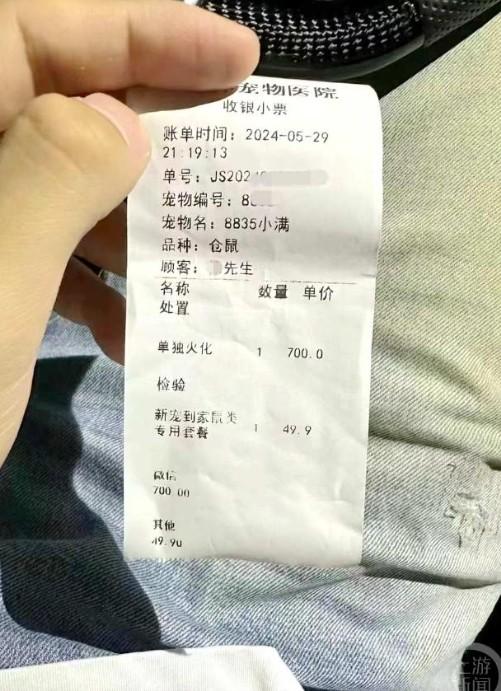 宠物医院
收银小票
账单时间：2024-05-29
21:19:13
单号：JS202
宠物编号：8
宠物名：8835小满
品种：仓鼠
顾客： 先生
名称 数量 单价
处置
单独火化 1 700.0
检验
新宠到家鼠类
专用套餐 1 49.9
微信
700.00
其他
49.90
上游
新闻